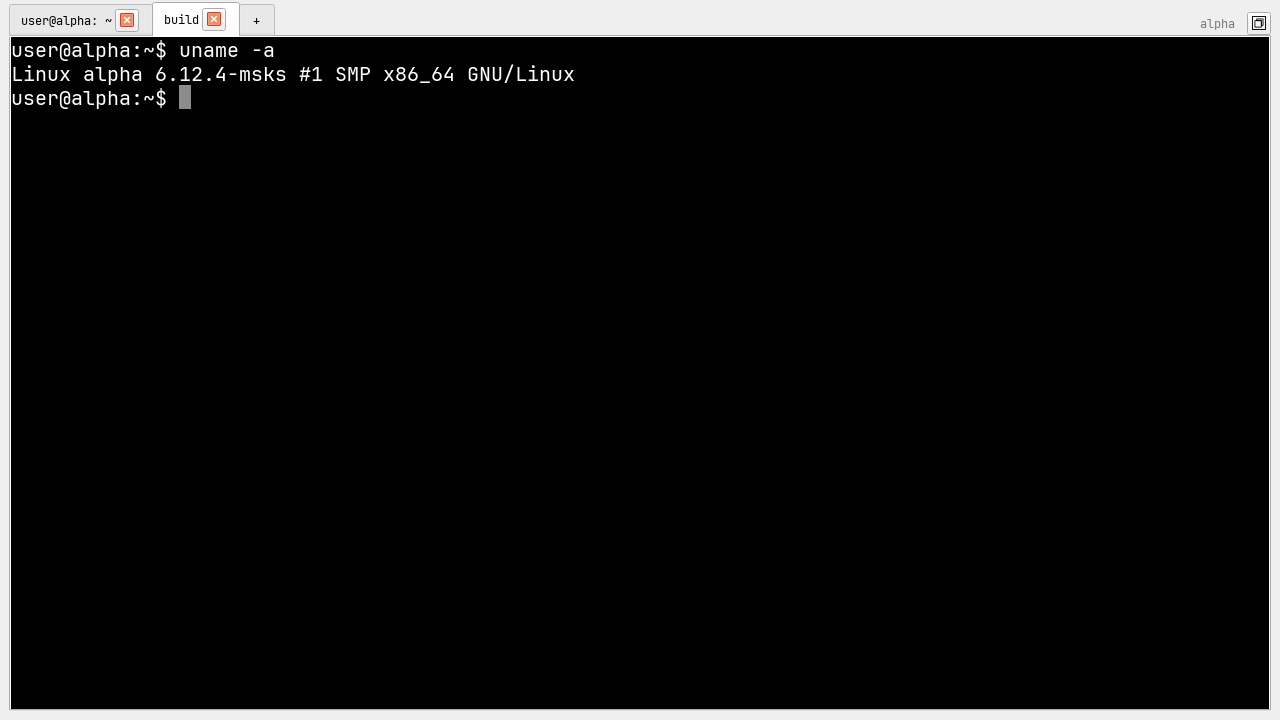 user@alpha: ~
build
+
alpha
user@alpha:~$ uname -a
Linux alpha 6.12.4-msks #1 SMP x86_64 GNU/Linux
user@alpha:~$